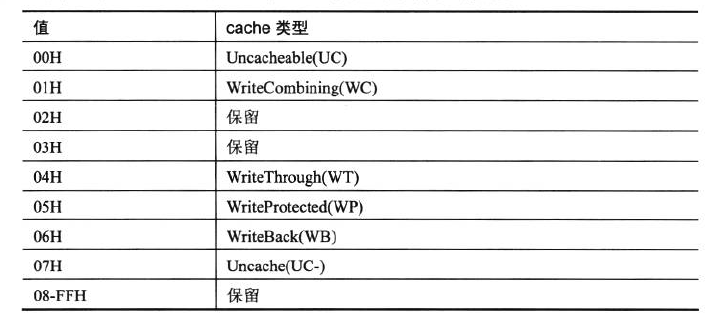 值 cache 类型
00H Uncacheable(UC)
01H WriteCombining(WC)
02H 保留
03H 保留
04H WriteThrough(WT)
05H WriteProtected(WP)
06H WriteBack(WB)
07H Uncache(UC-)
08-FFH 保留